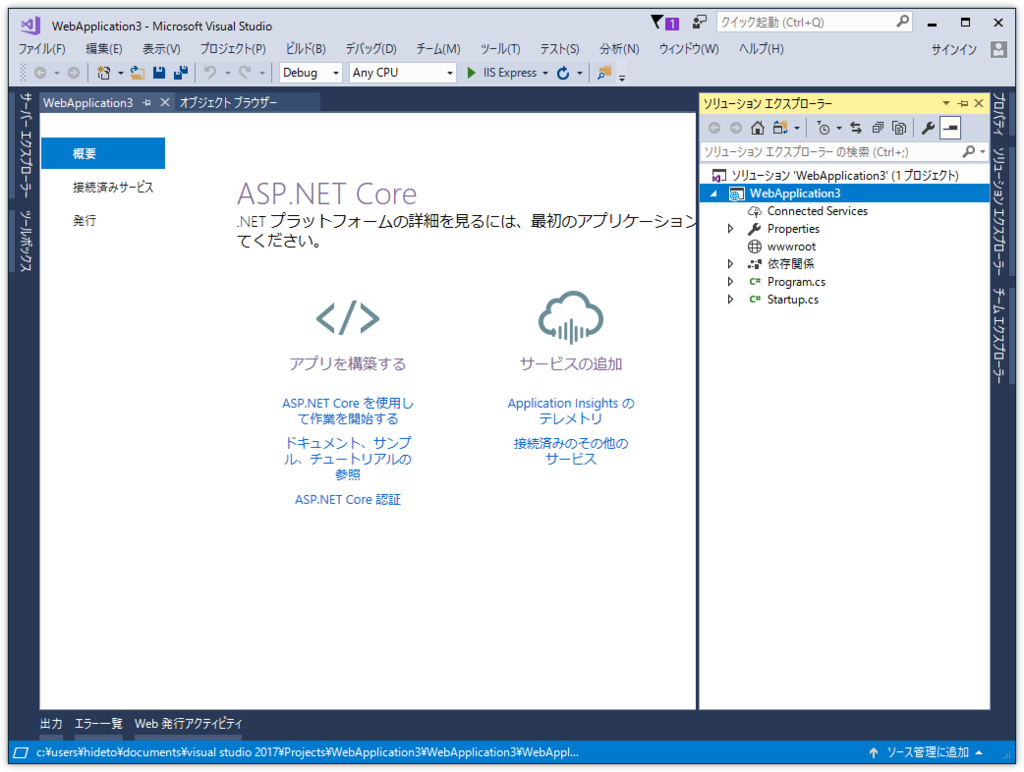 WebApplication3 - Microsoft Visual Studio
1
クイック起動 (Ctrl+Q)
ファイル(F) 編集(E) 表示(V) プロジェクト(P) ビルド(B) デバッグ(D) チーム(M) ツール(T) テスト(S) 分析(N) ウィンドウ(W) ヘルプ(H) サインイン
Debug Any CPU IIS Express
サーバー エクスプローラー
ツールボックス
WebApplication3 オブジェクト ブラウザー
概要
接続済みサービス
発行
ASP.NET Core
.NET プラットフォームの詳細を見るには、最初のアプリケーション
てください。
アプリを構築する
ASP.NET Core を使用し
て作業を開始する
ドキュメント、サンプ
ル、チュートリアルの
参照
ASP.NET Core 認証
サービスの追加
Application Insights の
テレメトリ
接続済みのその他の
サービス
ソリューション エクスプローラー
ソリューション エクスプローラー の検索 (Ctrl+;)
ソリューション 'WebApplication3' (1 プロジェクト)
WebApplication3
Connected Services
Properties
wwwroot
依存関係
C# Program.cs
C# Startup.cs
プロパティ
ソリューション エクスプローラー
チーム エクスプローラー
出力 エラー一覧 Web 発行アクティビティ
c:¥users¥hideto¥documents¥visual studio 2017¥Projects¥WebApplication3¥WebApplication3¥WebAppl...
ソース管理に追加